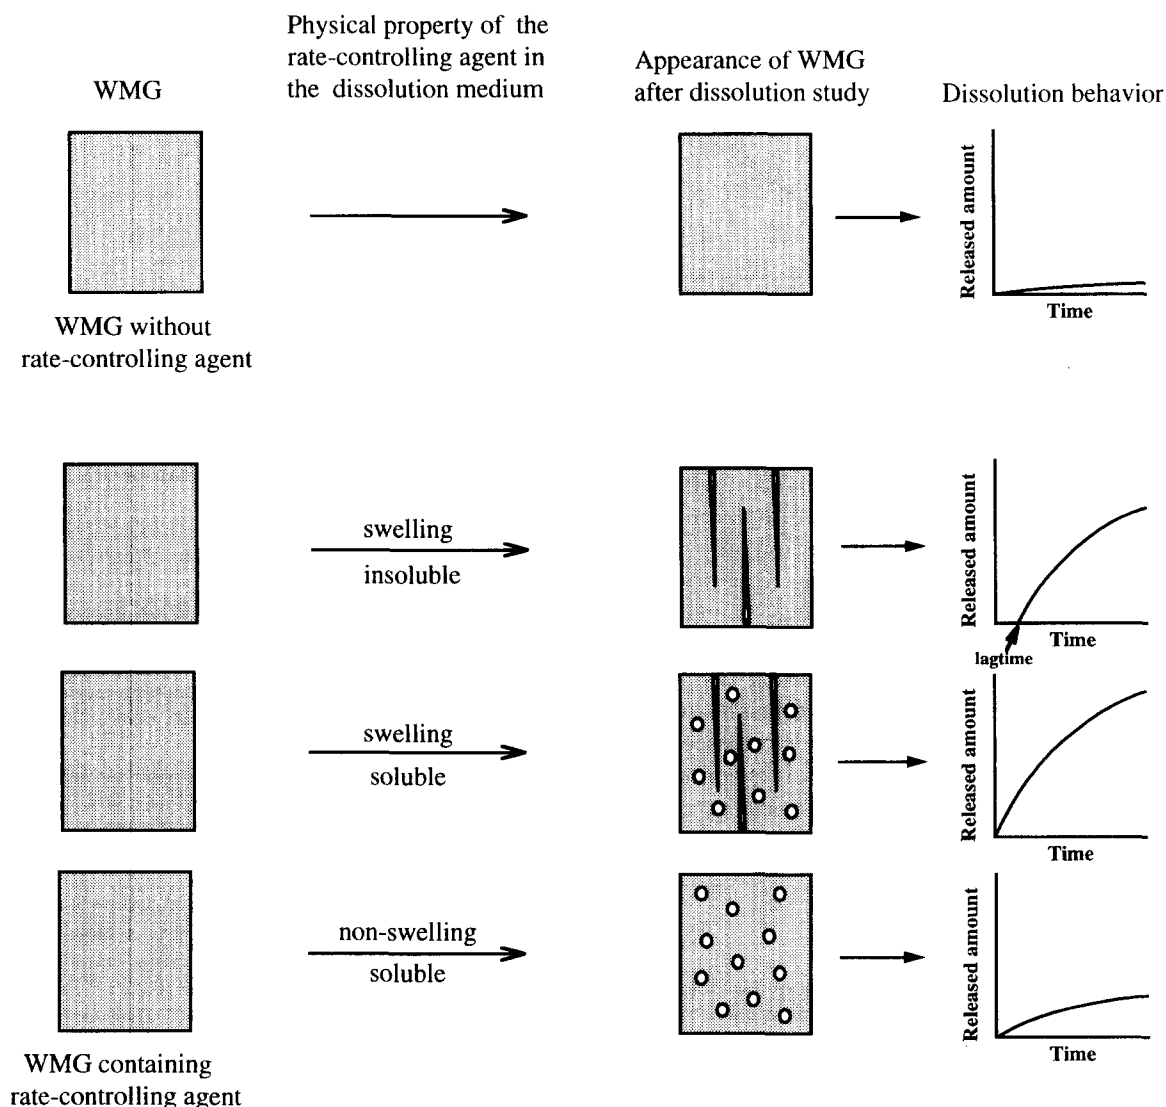 WMG
Physical property of the
rate-controlling agent in
the dissolution medium
Appearance of WMG
after dissolution study
Dissolution behavior
Released amount
Time
WMG without
rate-controlling agent
swelling
insoluble
Released amount
Time
lagtime
swelling
soluble
Released amount
Time
non-swelling
soluble
Released amount
Time
WMG containing
rate-controlling agent